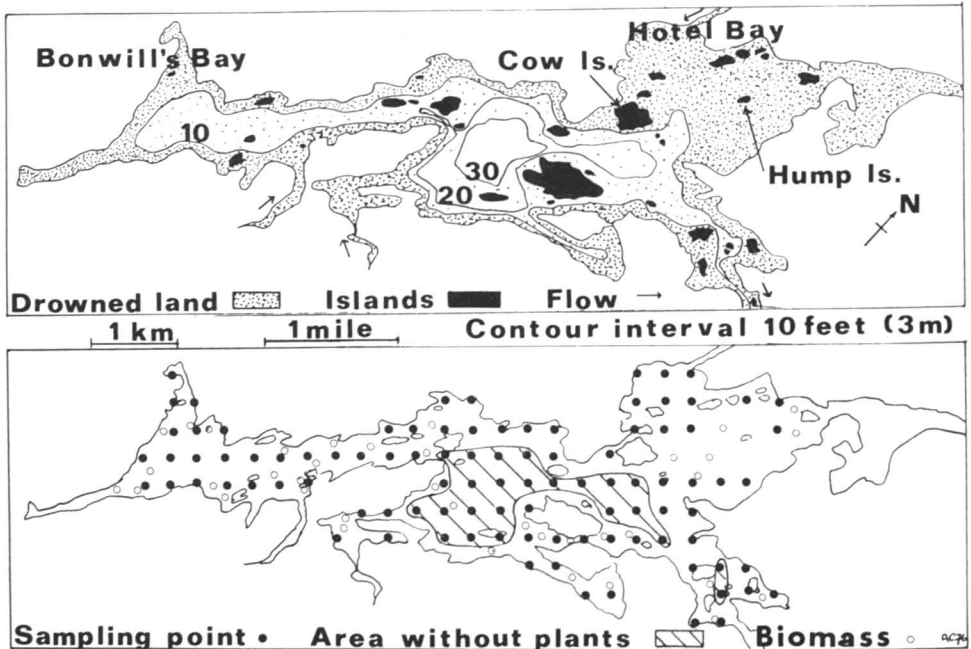 Hotel Bay
Bonwill's Bay
Cow Is.
10
30
20
Hump Is.
N
Drowned land Islands Flow →
1 km 1 mile Contour interval 10 feet (3m)
Sampling point • Area without plants Biomass ○ AC76